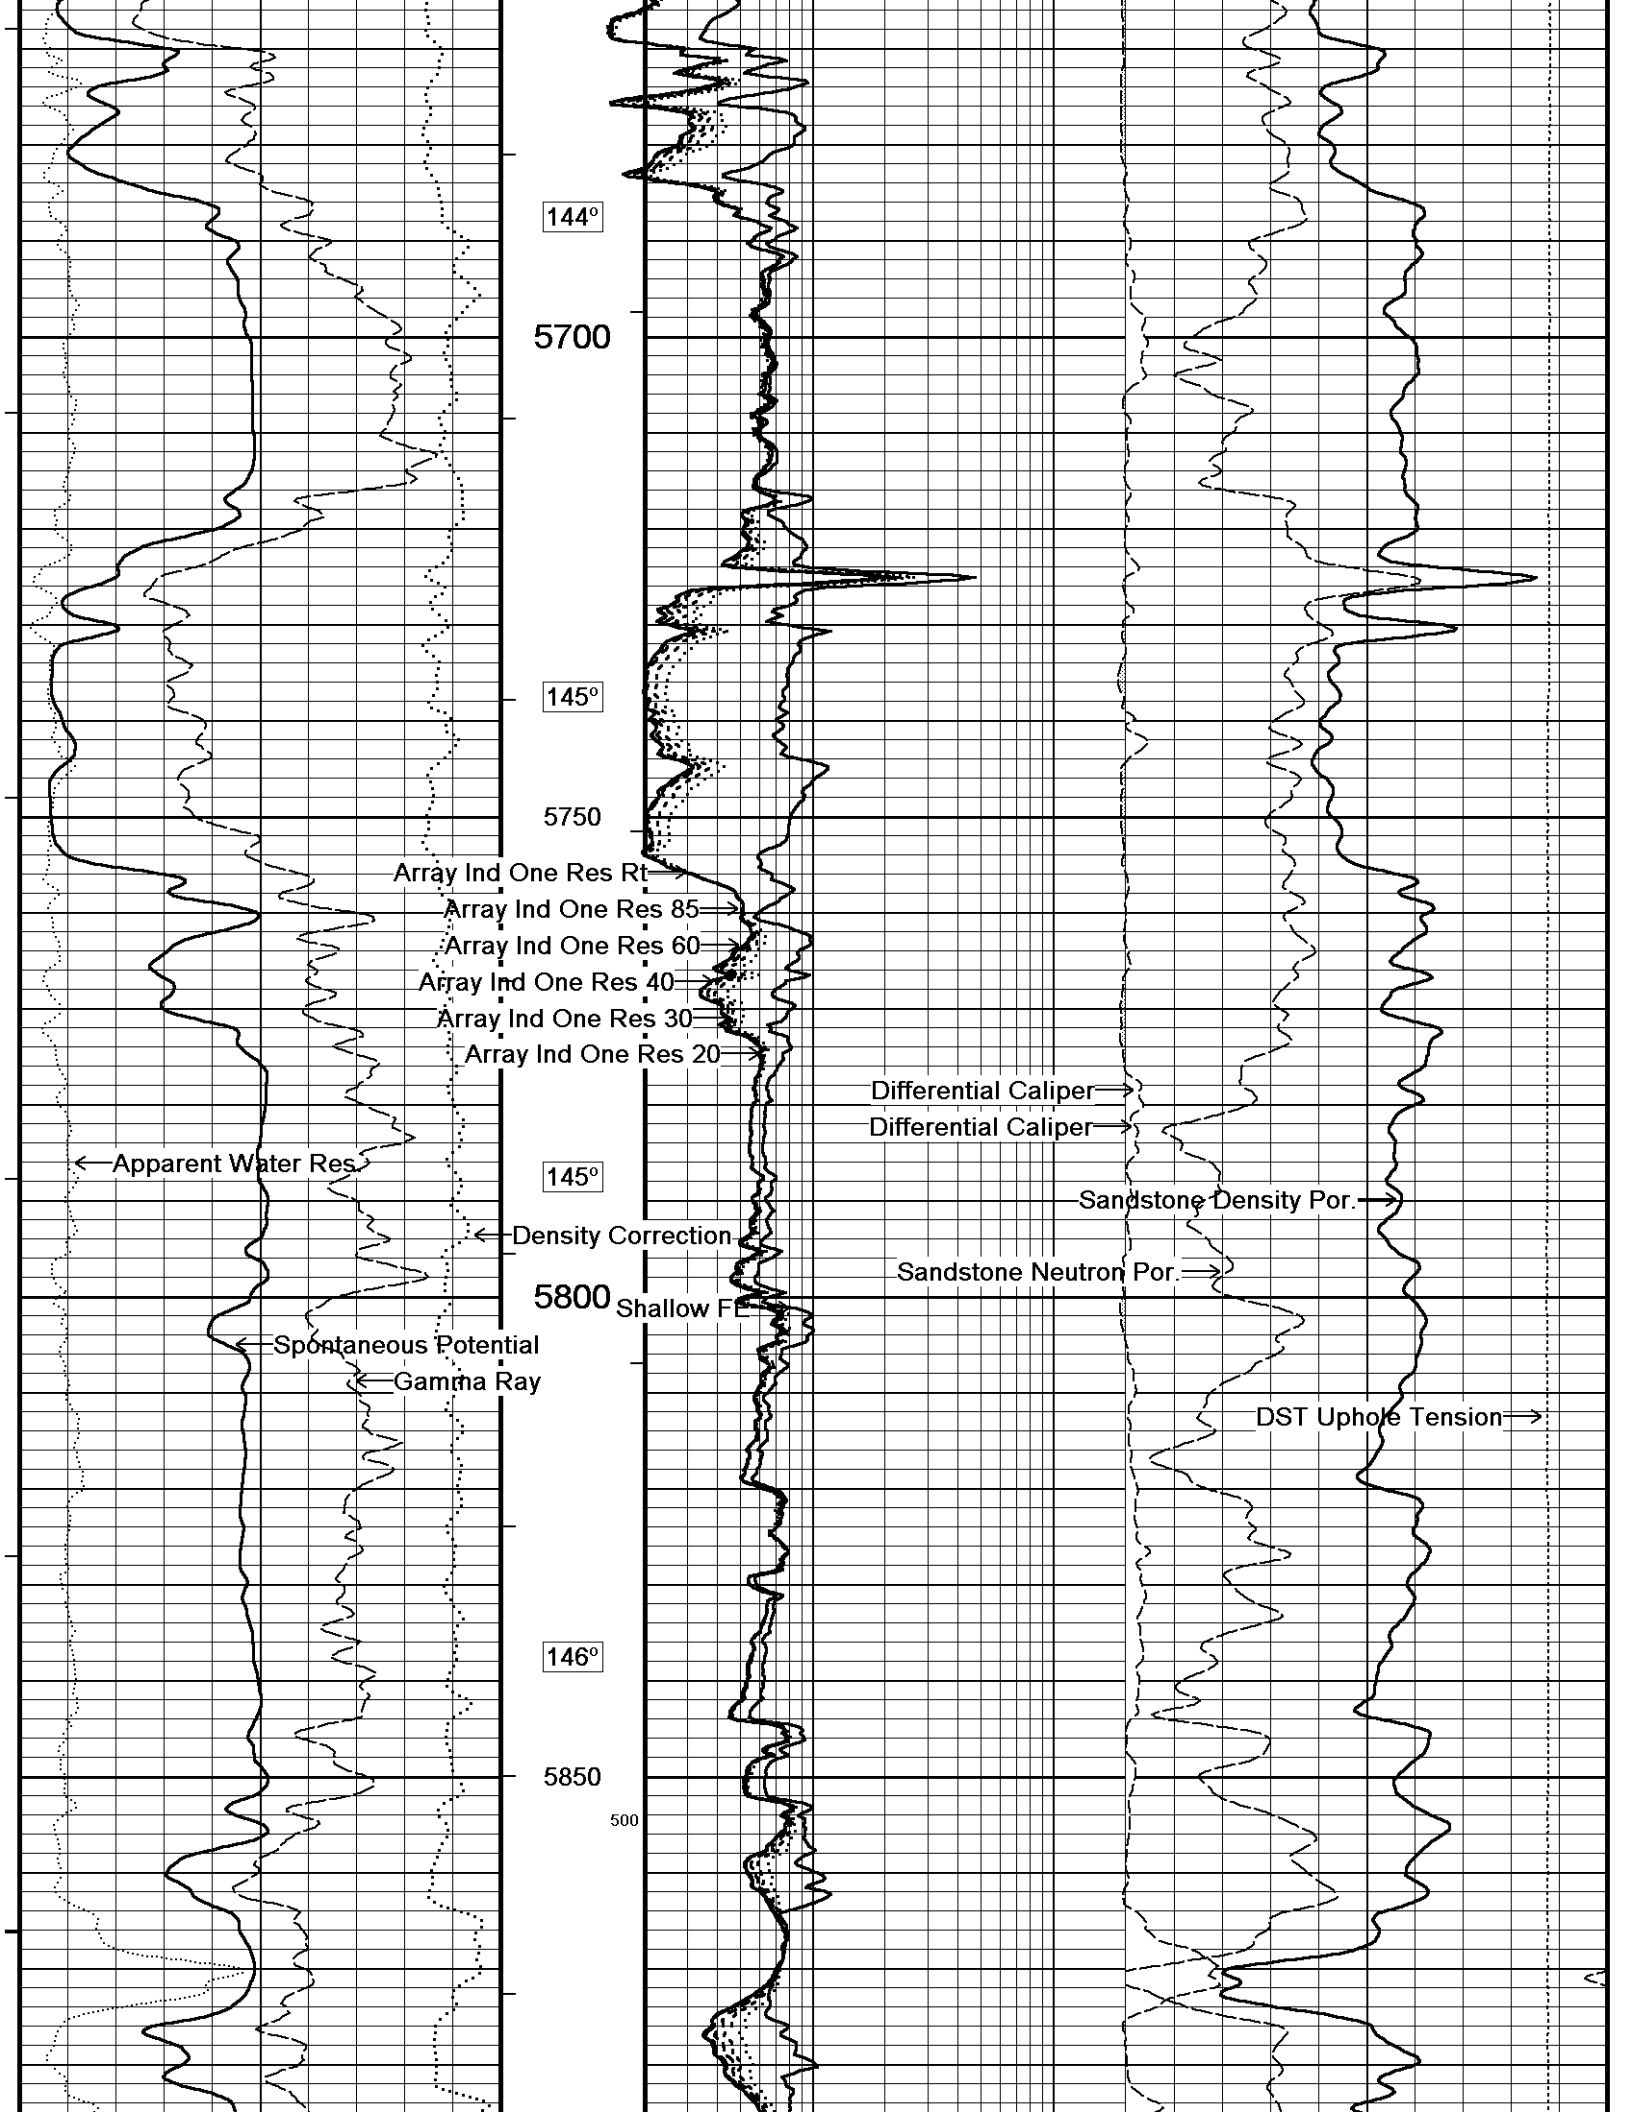 144°
5700
145°
5750
Array Ind One Res Rt
Array Ind One Res 85
Array Ind One Res 60
Array Ind One Res 40
Array Ind One Res 30
Array Ind One Res 20
Differential Caliper
Differential Caliper
Apparent Water Res.
145°
Sandstone Density Por.
Density Correction
Sandstone Neutron Por.
5800
Shallow FE
Spontaneous Potential
Gamma Ray
DST Uphole Tension
146°
5850
500